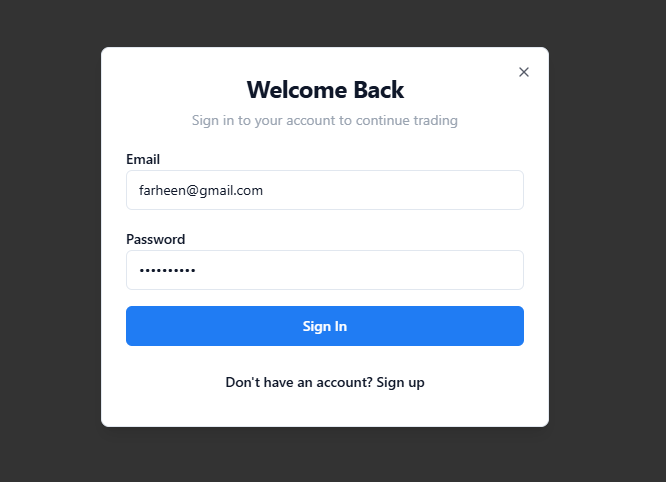 Welcome Back
Sign in to your account to continue trading
Email
farheen@gmail.com
Password
••••••••••
Sign In
Don't have an account? Sign up